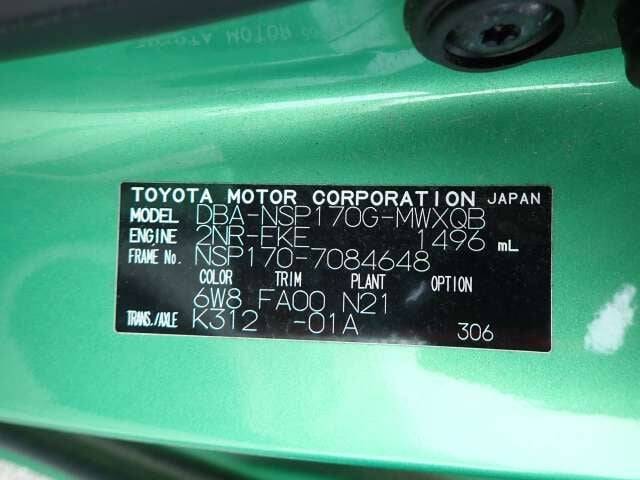 TOYOTA MOTOR CORPORATION JAPAN
MODEL DBA-NSP170G-MWXQB
ENGINE 2NR-FKE 1496 mL
FRAME No. NSP170-7084648
COLOR TRIM PLANT OPTION
6W8 FA00 N21
TRANS./AXLE K312 -01A 306